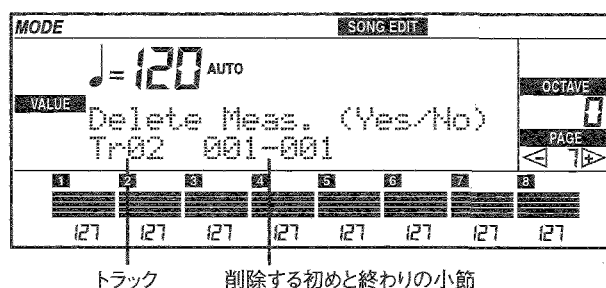 MODE SONG EDIT
♩=120 AUTO
OCTAVE
0
VALUE
Delete Meas. (Yes/No)
PAGE
Tr02 001-001
- 7 +
1 2 3 4 5 6 7 8
127 127 127 127 127 127 127 127
トラック 削除する初めと終わりの小節